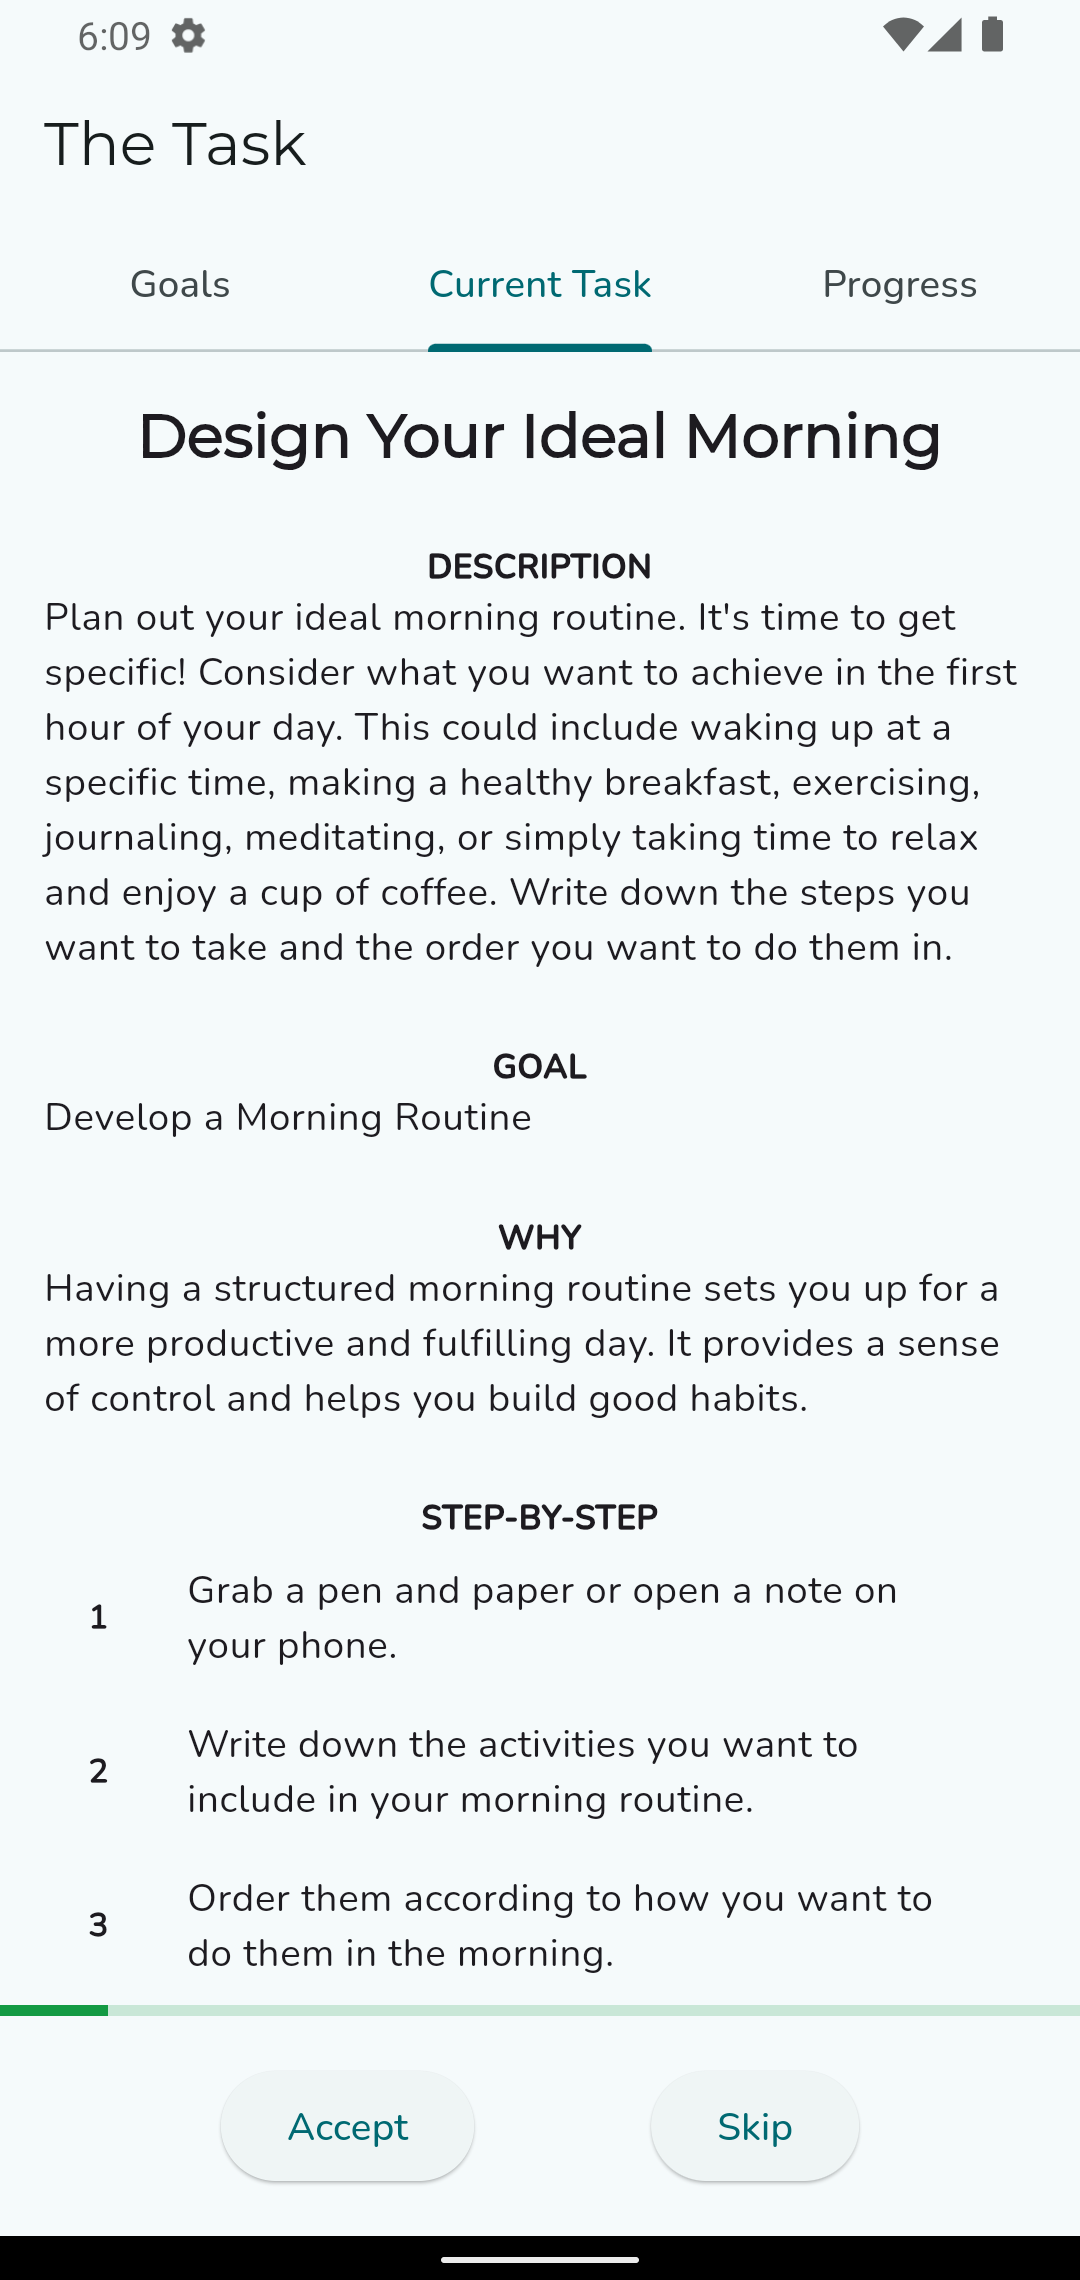 6:09
The Task
Goals
Current Task
Progress
Design Your Ideal Morning
DESCRIPTION
Plan out your ideal morning routine. It's time to get
specific! Consider what you want to achieve in the first
hour of your day. This could include waking up at a
specific time, making a healthy breakfast, exercising,
journaling, meditating, or simply taking time to relax
and enjoy a cup of coffee. Write down the steps you
want to take and the order you want to do them in.
GOAL
Develop a Morning Routine
WHY
Having a structured morning routine sets you up for a
more productive and fulfilling day. It provides a sense
of control and helps you build good habits.
STEP-BY-STEP
1
Grab a pen and paper or open a note on
your phone.
2
Write down the activities you want to
include in your morning routine.
3
Order them according to how you want to
do them in the morning.
Accept
Skip